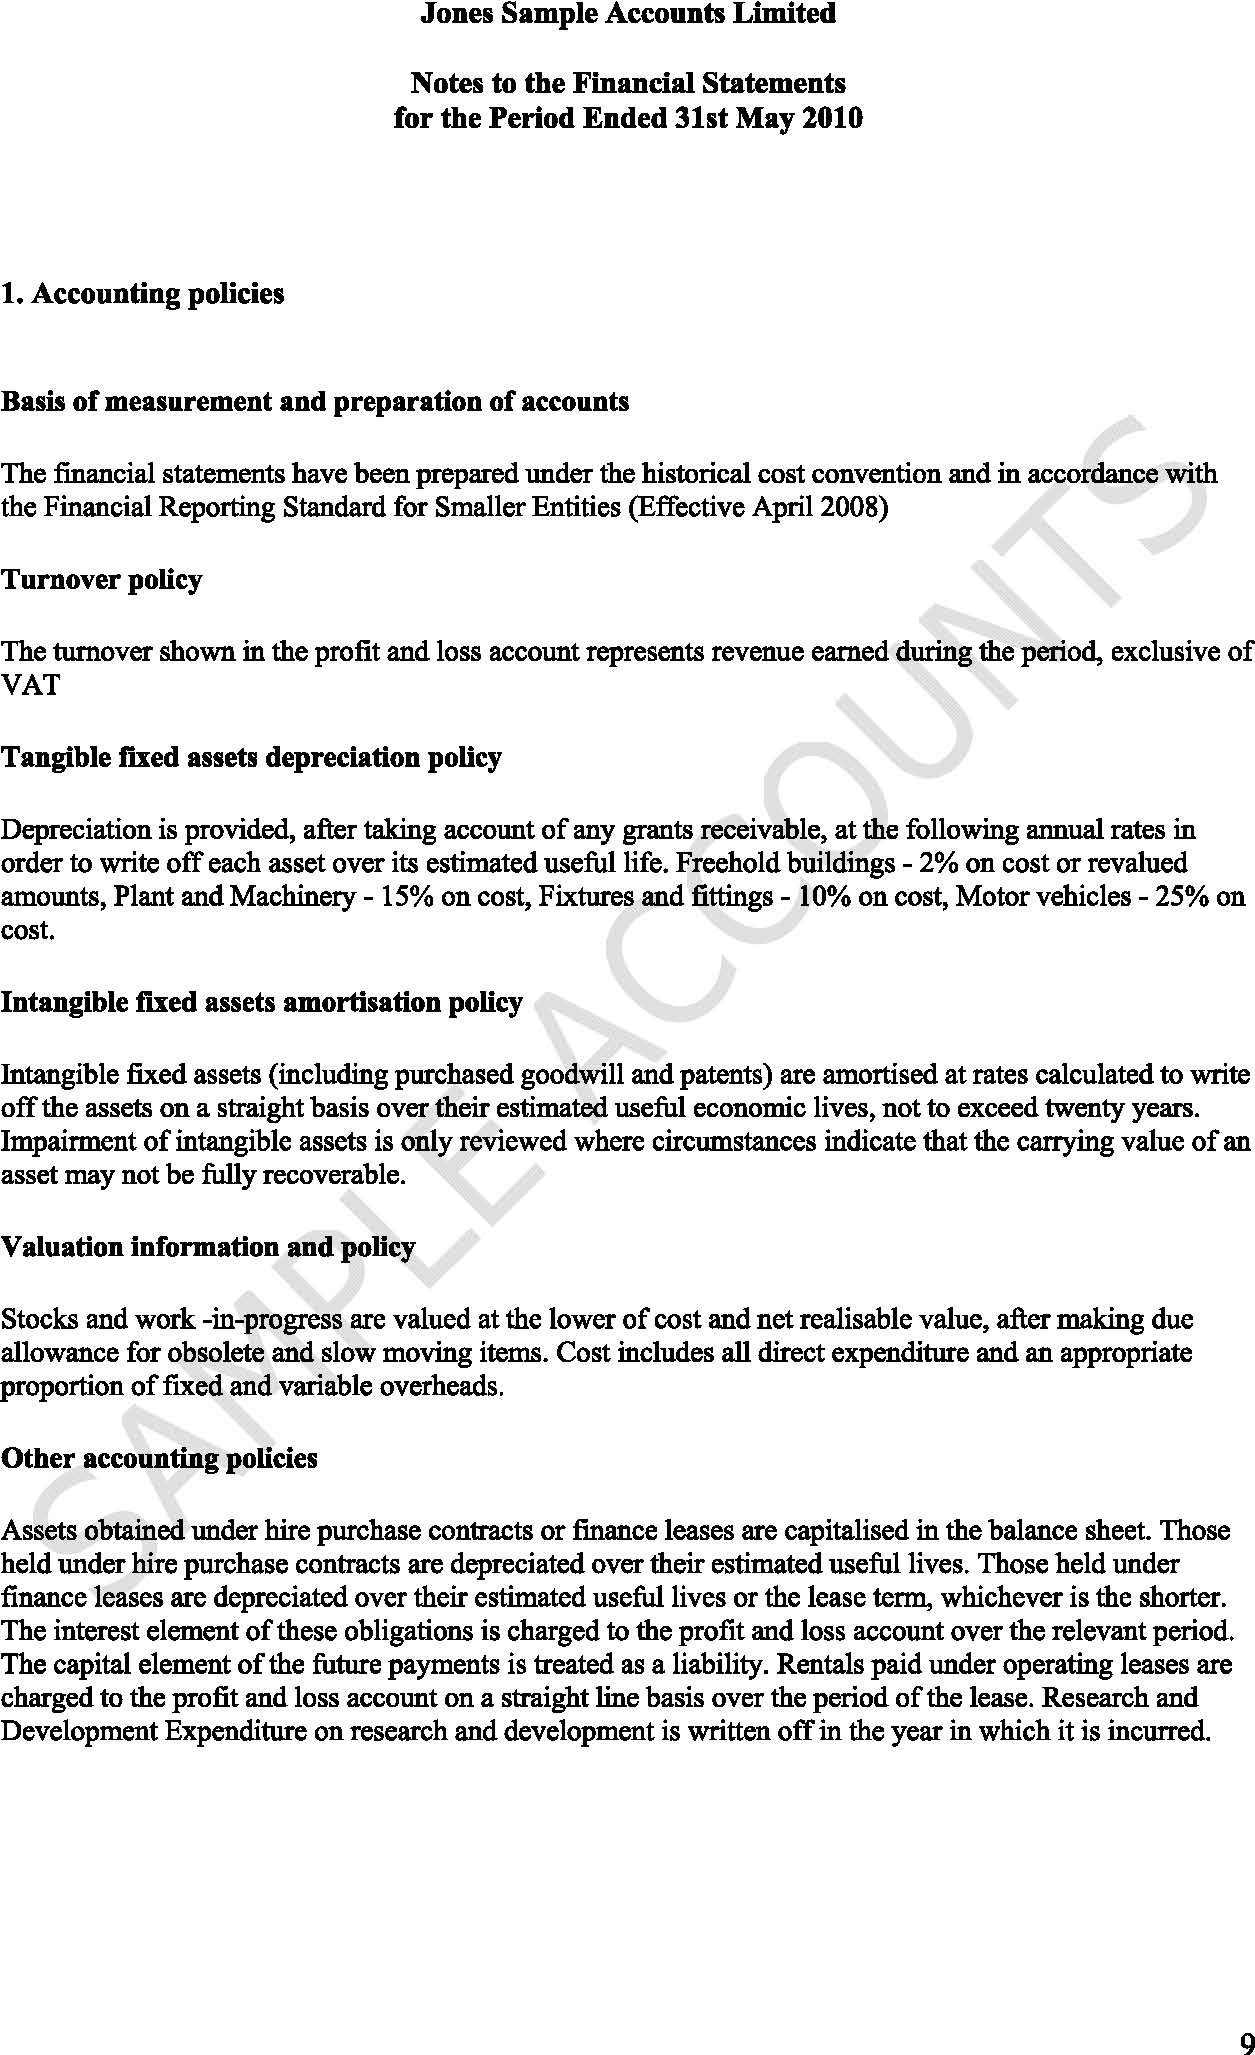 Jones Sample Accounts Limited
Notes to the Financial Statements
for the Period Ended 31st May 2010
1. Accounting policies
Basis of measurement and preparation of accounts
The financial statements have been prepared under the historical cost convention and in accordance with
the Financial Reporting Standard for Smaller Entities (Effective April 2008)
Turnover policy
The turnover shown in the profit and loss account represents revenue earned during the period, exclusive of
VAT
Tangible fixed assets depreciation policy
Depreciation is provided, after taking account of any grants receivable, at the following annual rates in
order to write off each asset over its estimated useful life. Freehold buildings - 2% on cost or revalued
amounts, Plant and Machinery - 15% on cost, Fixtures and fittings - 10% on cost, Motor vehicles - 25% on
cost.
Intangible fixed assets amortisation policy
Intangible fixed assets (including purchased goodwill and patents) are amortised at rates calculated to write
off the assets on a straight basis over their estimated useful economic lives, not to exceed twenty years.
Impairment of intangible assets is only reviewed where circumstances indicate that the carrying value of an
asset may not be fully recoverable.
Valuation information and policy
Stocks and work -in-progress are valued at the lower of cost and net realisable value, after making due
allowance for obsolete and slow moving items. Cost includes all direct expenditure and an appropriate
proportion of fixed and variable overheads.
Other accounting policies
Assets obtained under hire purchase contracts or finance leases are capitalised in the balance sheet. Those
held under hire purchase contracts are depreciated over their estimated useful lives. Those held under
finance leases are depreciated over their estimated useful lives or the lease term, whichever is the shorter.
The interest element of these obligations is charged to the profit and loss account over the relevant period.
The capital element of the future payments is treated as a liability. Rentals paid under operating leases are
charged to the profit and loss account on a straight line basis over the period of the lease. Research and
Development Expenditure on research and development is written off in the year in which it is incurred.
SAMPLE ACCOUNTS
9